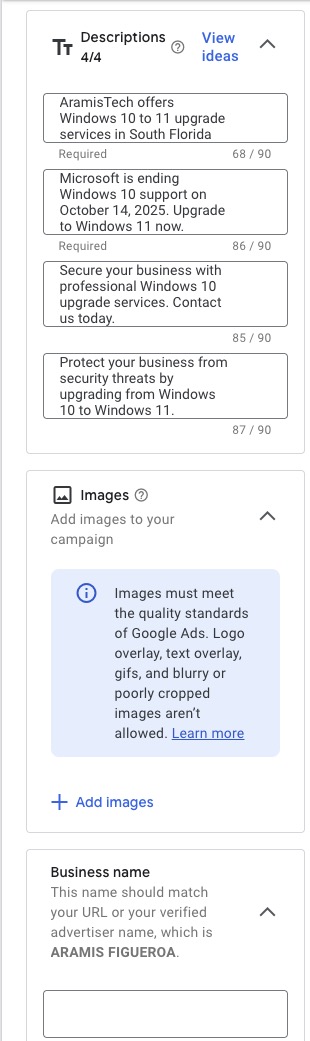 Descriptions
4/4
View
ideas
AramisTech offers
Windows 10 to 11 upgrade
services in South Florida
Required
68 / 90
Microsoft is ending
Windows 10 support on
October 14, 2025. Upgrade
to Windows 11 now.
Required
86 / 90
Secure your business with
professional Windows 10
upgrade services. Contact
us today.
85 / 90
Protect your business from
security threats by
upgrading from Windows
10 to Windows 11.
87 / 90
Images
Add images to your
campaign
Images must meet
the quality standards
of Google Ads. Logo
overlay, text overlay,
gifs, and blurry or
poorly cropped
images aren't
allowed. Learn more
Add images
Business name
This name should match
your URL or your verified
advertiser name, which is
ARAMIS FIGUEROA.